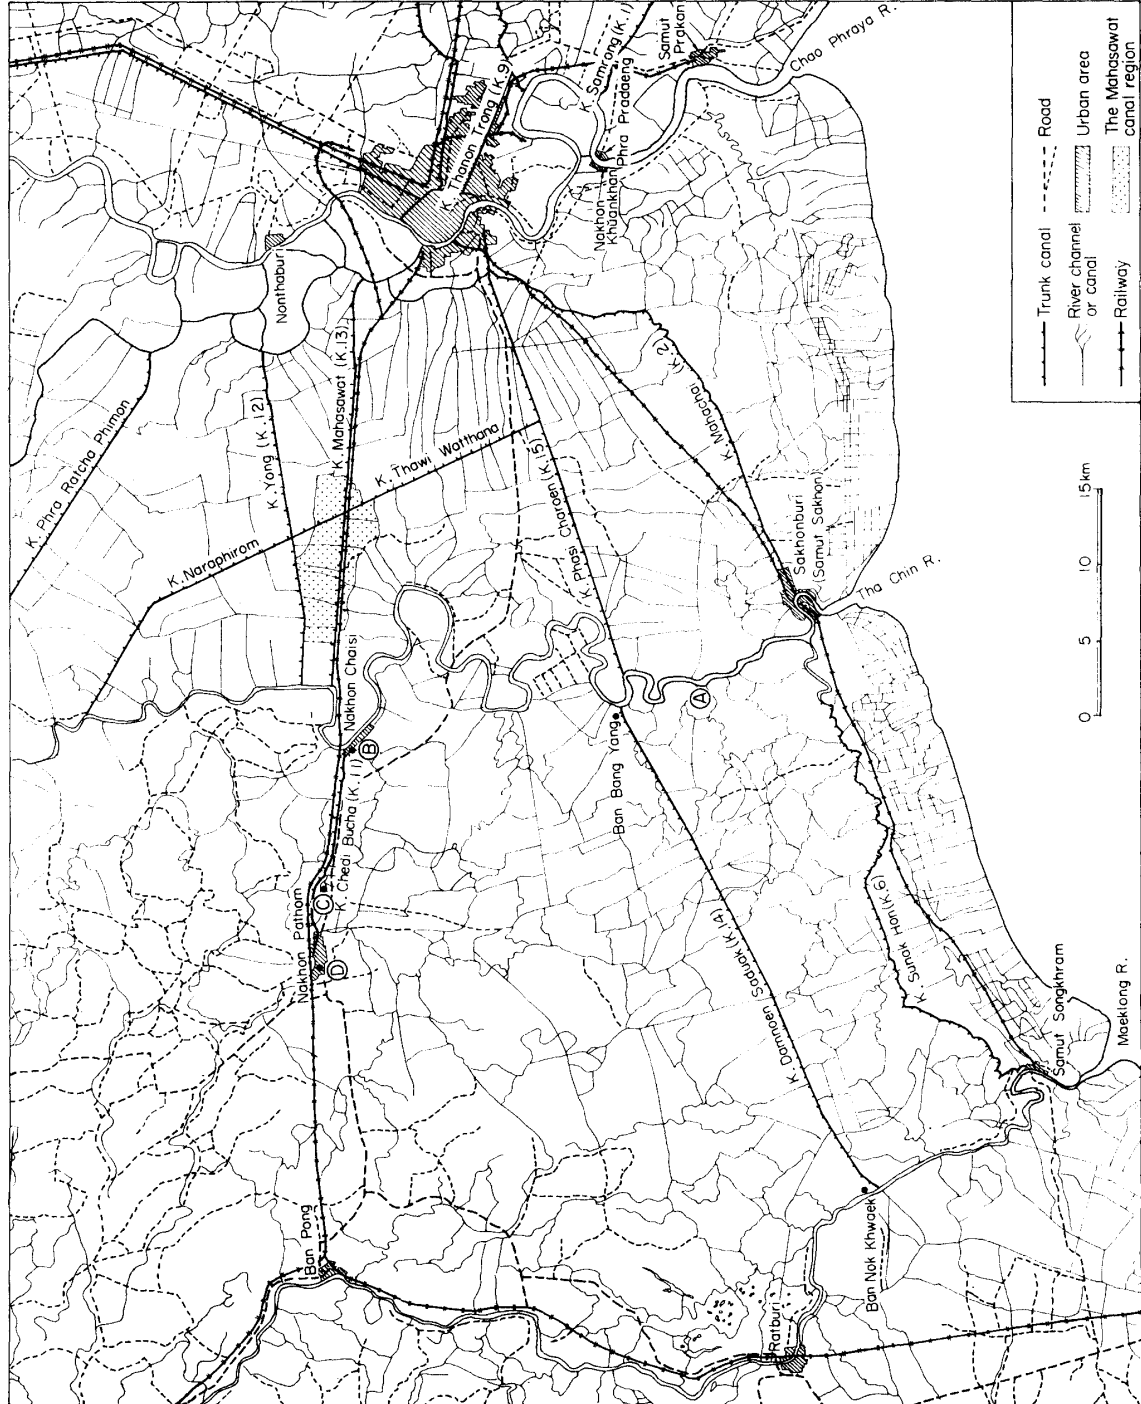 Chao Phraya R.
Samut
Prakan
K. Samrong (K.1)
Phra Pradaeng
Nakhon
Khŭankhan
K. Thanon Trong (K.9)
Nonthaburi
K. Phra Ratcha Phimon
K. Yong (K.12)
K. Mahasawat (K.13)
K. Thawi Watthana
K. Naraphirom
K. Phasi Charoen (K.15)
K. Mahachai (K.2)
Sakhonburi
(Samut Sakhon)
Tha Chin R.
Nakhon Chaisi
A
B
C
D
K. Chedi Bucha (K.11)
Nakhon Pathom
Ban Bang Yang
K. Damnoen Saduak (K.14)
K. Sunak Hon (K.6)
Samut Songkhram
Maeklong R.
Ban Pong
Ban Nok Khwaek
Ratburi
0 5 10 15km
Trunk canal
Road
River channel
or canal
Urban area
Railway
The Mahasawat
canal region